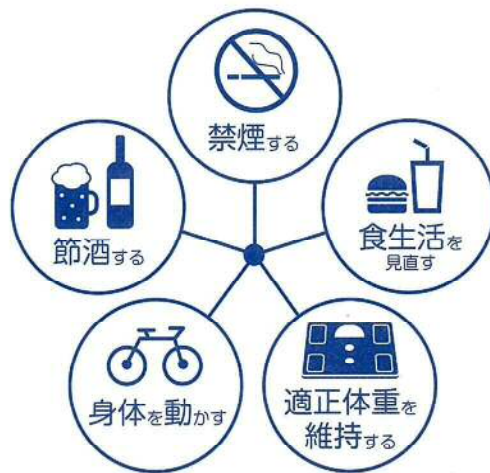 禁煙する
節酒する
食生活を
見直す
身体を動かす
適正体重を
維持する